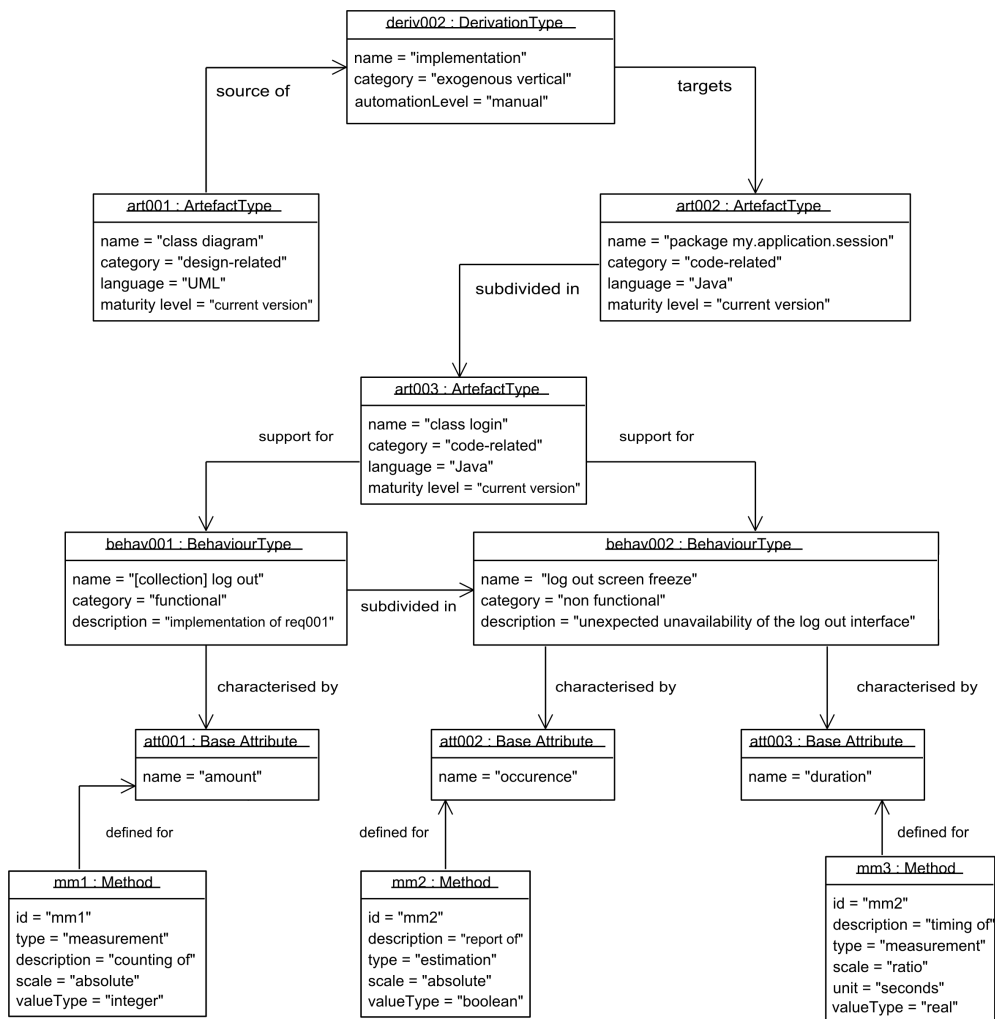 deriv002 : DerivationType
name = "implementation"
category = "exogenous vertical"
automationLevel = "manual"
source of
targets
art001 : ArtefactType
name = "class diagram"
category = "design-related"
language = "UML"
maturity level = "current version"
art002 : ArtefactType
name = "package my.application.session"
category = "code-related"
language = "Java"
maturity level = "current version"
subdivided in
art003 : ArtefactType
name = "class login"
category = "code-related"
language = "Java"
maturity level = "current version"
support for
support for
behav001 : BehaviourType
name = "[collection] log out"
category = "functional"
description = "implementation of req001"
subdivided in
behav002 : BehaviourType
name =  "log out screen freeze"
category = "non functional"
description = "unexpected unavailability of the log out interface"
characterised by
characterised by
characterised by
att001 : Base Attribute
name = "amount"
att002 : Base Attribute
name = "occurence"
att003 : Base Attribute
name = "duration"
defined for
defined for
defined for
mm1 : Method
id = "mm1"
type = "measurement"
description = "counting of"
scale = "absolute"
valueType = "integer"
mm2 : Method
id = "mm2"
description = "report of"
type = "estimation"
scale = "absolute"
valueType = "boolean"
mm3 : Method
id = "mm2"
description = "timing of"
type = "measurement"
scale = "ratio"
unit = "seconds"
valueType = "real"